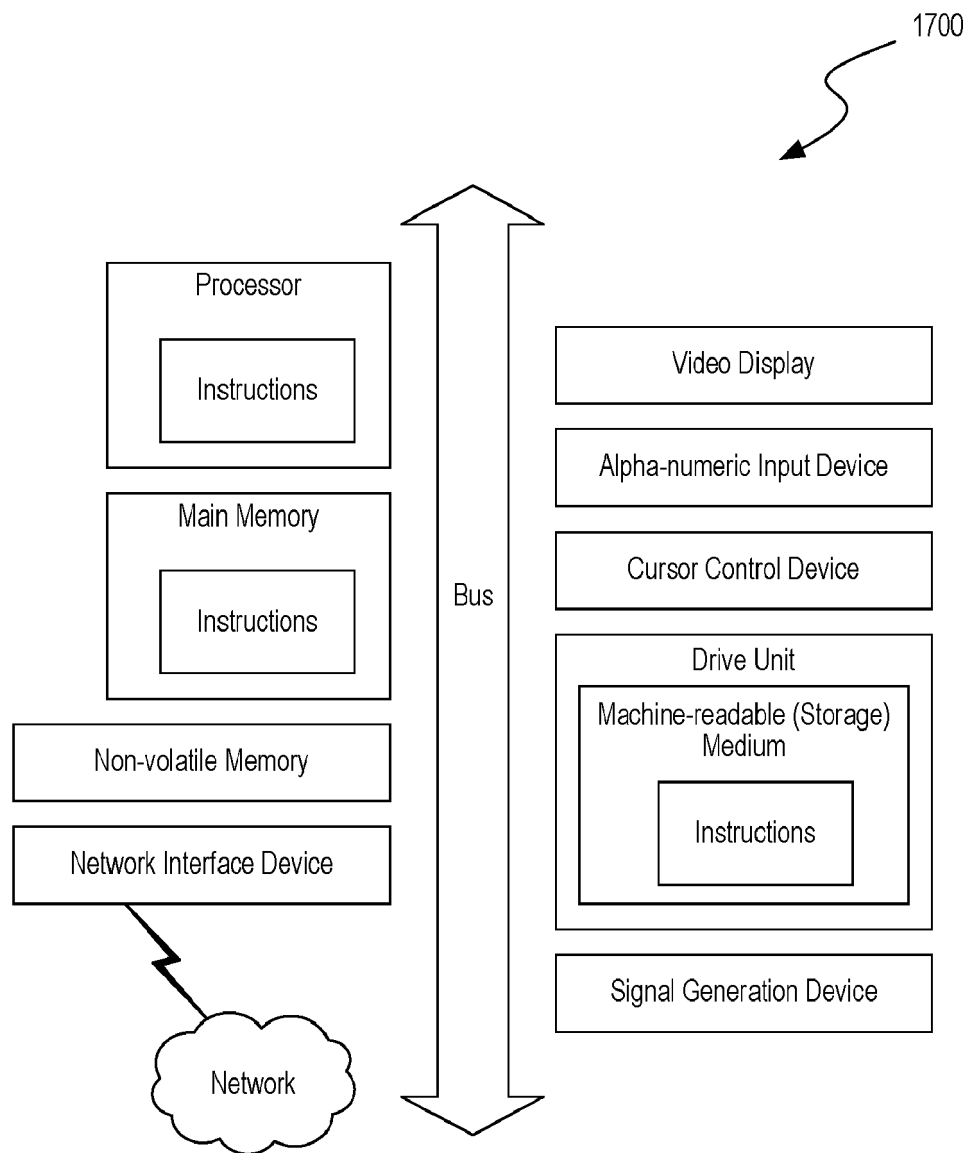 1700
Processor
Instructions
Main Memory
Instructions
Non-volatile Memory
Network Interface Device
Network
Bus
Video Display
Alpha-numeric Input Device
Cursor Control Device
Drive Unit
Machine-readable (Storage)
Medium
Instructions
Signal Generation Device